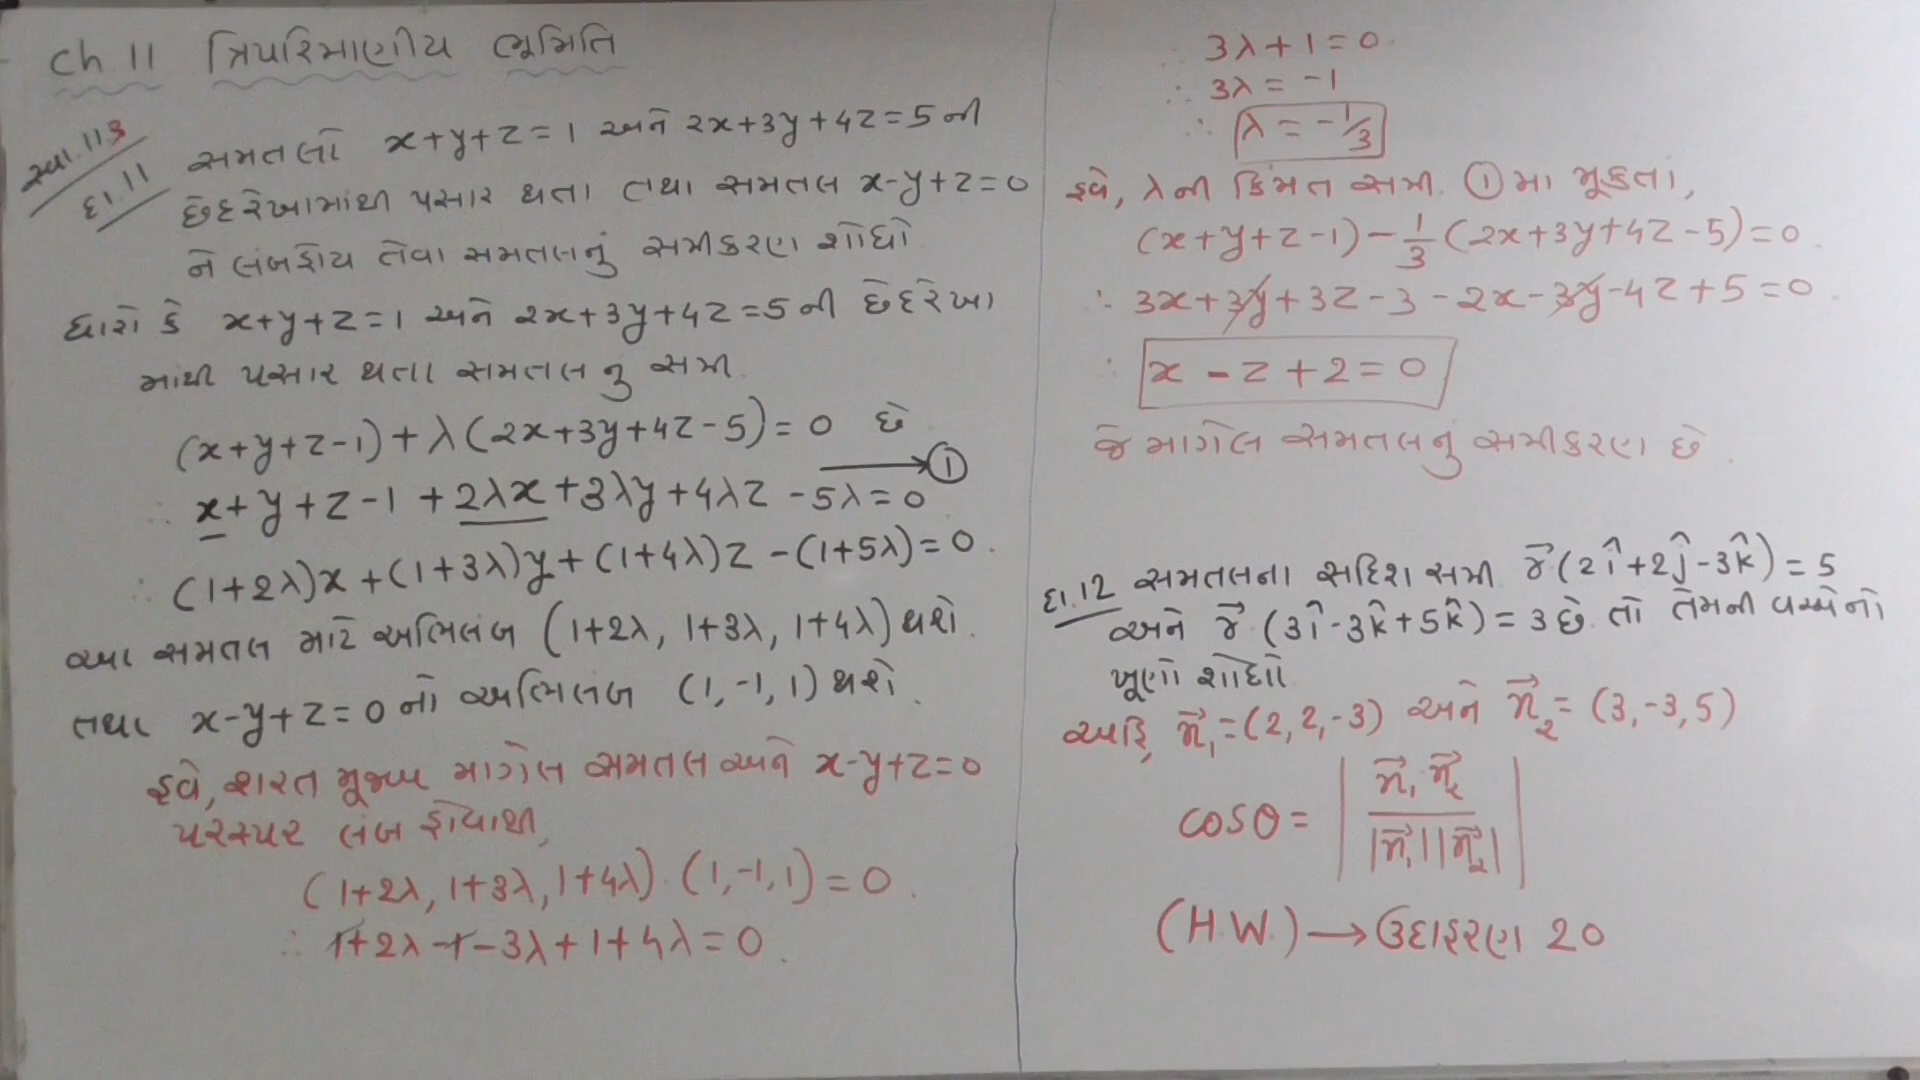 Ch 11 ત્રિપરિમાણીય ભૂમિતિ
સ્વા. 11.3
દા. 11 સમતલો x+y+z=1 અને 2x+3y+4z=5 ની
છેદરેખામાંથી પસાર થતા તથા સમતલ x-y+z=0
ને લંબ હોય તેવા સમતલનું સમીકરણ શોધો
ધારો કે x+y+z=1 અને 2x+3y+4z=5 ની છેદરેખા
માંથી પસાર થતા સમતલ નુ સમી.
(x+y+z-1)+λ(2x+3y+4z-5)=0 છે
→①
∴ x+y+z-1+2λx+3λy+4λz-5λ=0
∴ (1+2λ)x+(1+3λ)y+(1+4λ)z-(1+5λ)=0.
આ સમતલ માટે અભિલંબ (1+2λ, 1+3λ, 1+4λ) થશે.
તથા x-y+z=0 નો અભિલંબ (1,-1,1) થશે.
હવે, શરત મૂજબ માગેલ સમતલ અને x-y+z=0
પરસ્પર લંબ હોવાથી,
(1+2λ, 1+3λ, 1+4λ)·(1,-1,1)=0.
∴ 1+2λ-1-3λ+1+4λ=0.
∴ 3λ+1=0.
∴ 3λ=-1
∴ λ=-1/3
હવે, λ ની કિંમત સમી. ① મા મૂકતા,
(x+y+z-1)-1/3(2x+3y+4z-5)=0.
∴ 3x+3y+3z-3-2x-3y-4z+5=0.
∴ x-z+2=0
જે માગેલ સમતલનું સમીકરણ છે.
દા. 12 સમતલના સદિશ સમી. r⃗(2î+2ĵ-3k̂)=5
અને r⃗(3î-3k̂+5k̂)=3 છે. તો તેમની વચ્ચેનો
ખૂણો શોધો
અહિ, n⃗₁=(2,2,-3) અને n⃗₂=(3,-3,5)
cosθ=|n⃗₁·n⃗₂/|n⃗₁||n⃗₂||
(H.W.)→ઉદાહરણ 20